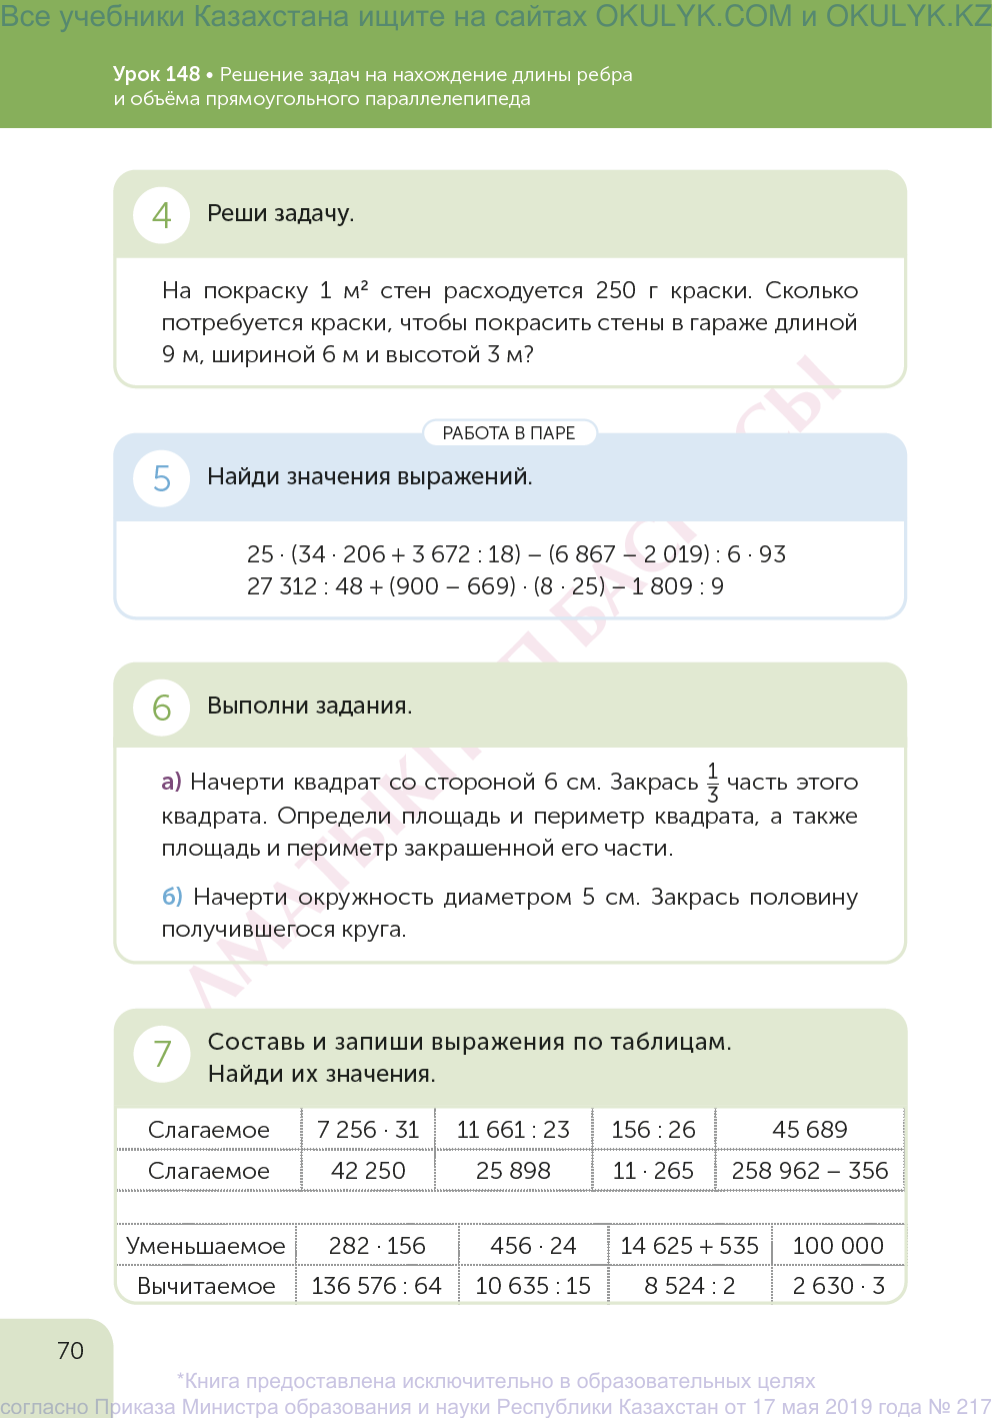 Все учебники Казахстана ищите на сайтах OKULYK.COM и OKULYK.KZ
Урок 148 • Решение задач на нахождение длины ребра
и объёма прямоугольного параллелепипеда
4 Реши задачу.
На покраску 1 м² стен расходуется 250 г краски. Сколько
потребуется краски, чтобы покрасить стены в гараже длиной
9 м, шириной 6 м и высотой 3 м?
РАБОТА В ПАРЕ
5 Найди значения выражений.
25 · (34 · 206 + 3 672 : 18) – (6 867 – 2 019) : 6 · 93
27 312 : 48 + (900 – 669) · (8 · 25) – 1 809 : 9
6 Выполни задания.
а) Начерти квадрат со стороной 6 см. Закрась 1/3 часть этого
квадрата. Определи площадь и периметр квадрата, а также
площадь и периметр закрашенной его части.
б) Начерти окружность диаметром 5 см. Закрась половину
получившегося круга.
7 Составь и запиши выражения по таблицам.
Найди их значения.
Слагаемое 7 256 · 31 11 661 : 23 156 : 26 45 689
Слагаемое 42 250 25 898 11 · 265 258 962 – 356
Уменьшаемое 282 · 156 456 · 24 14 625 + 535 100 000
Вычитаемое 136 576 : 64 10 635 : 15 8 524 : 2 2 630 · 3
70
*Книга предоставлена исключительно в образовательных целях
согласно Приказа Министра образования и науки Республики Казахстан от 17 мая 2019 года № 217